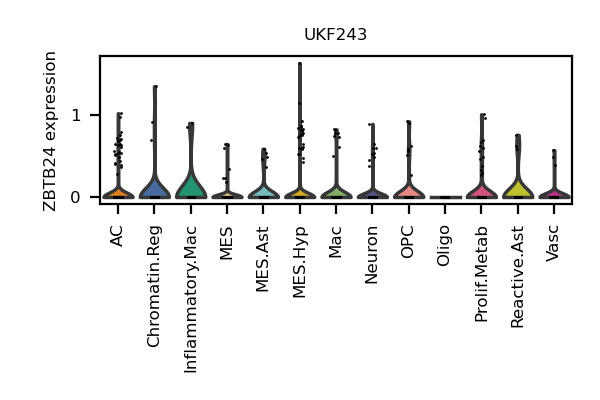 UKF243
ZBTB24 expression
1
0
AC
Chromatin.Reg
Inflammatory.Mac
MES
MES.Ast
MES.Hyp
Mac
Neuron
OPC
Oligo
Prolif.Metab
Reactive.Ast
Vasc